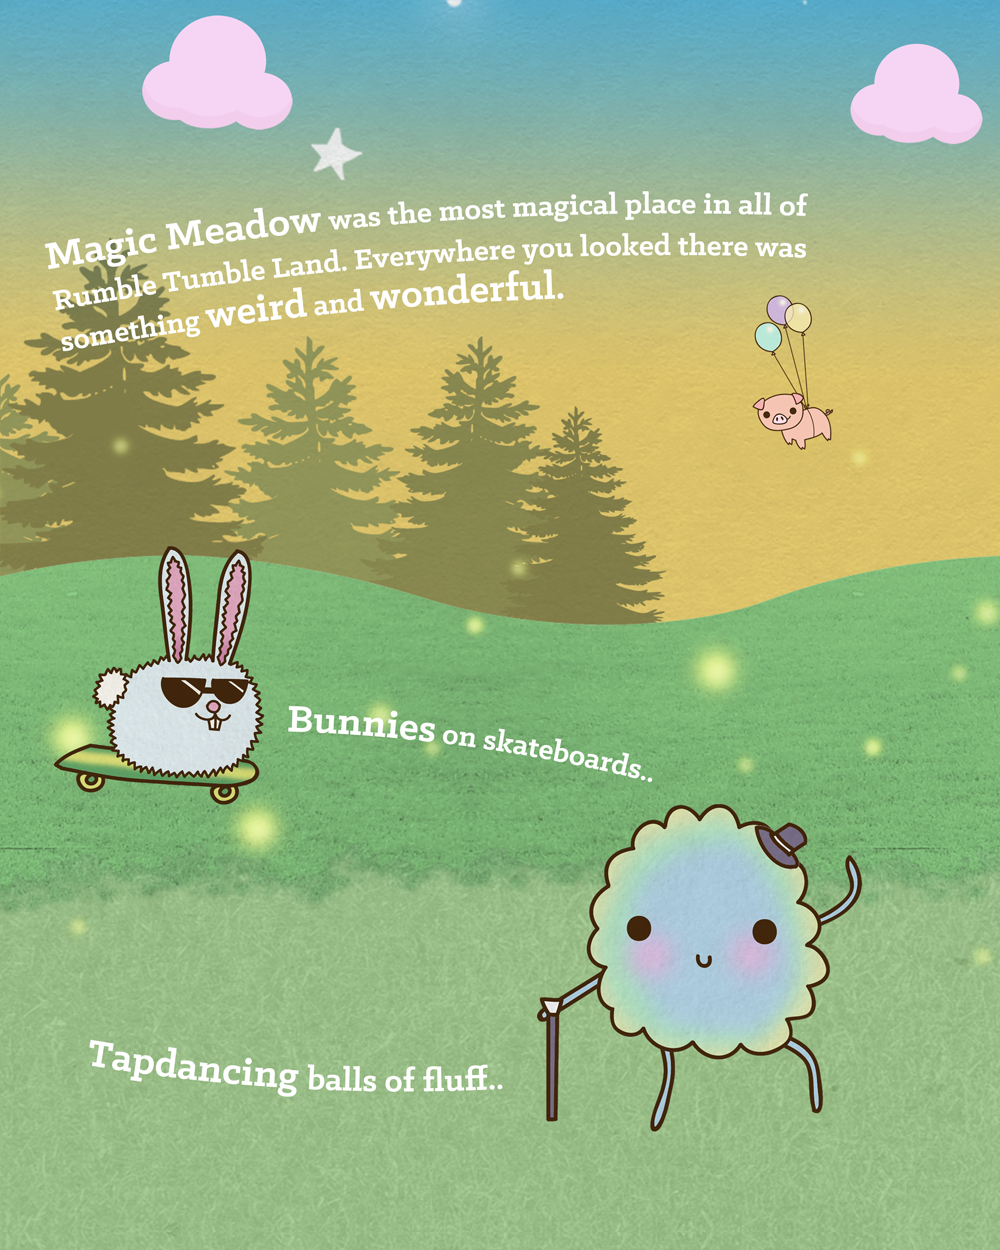 Magic Meadow was the most magical place in all of
Rumble Tumble Land. Everywhere you looked there was
something weird and wonderful.
Bunnies on skateboards..
Tapdancing balls of fluff..